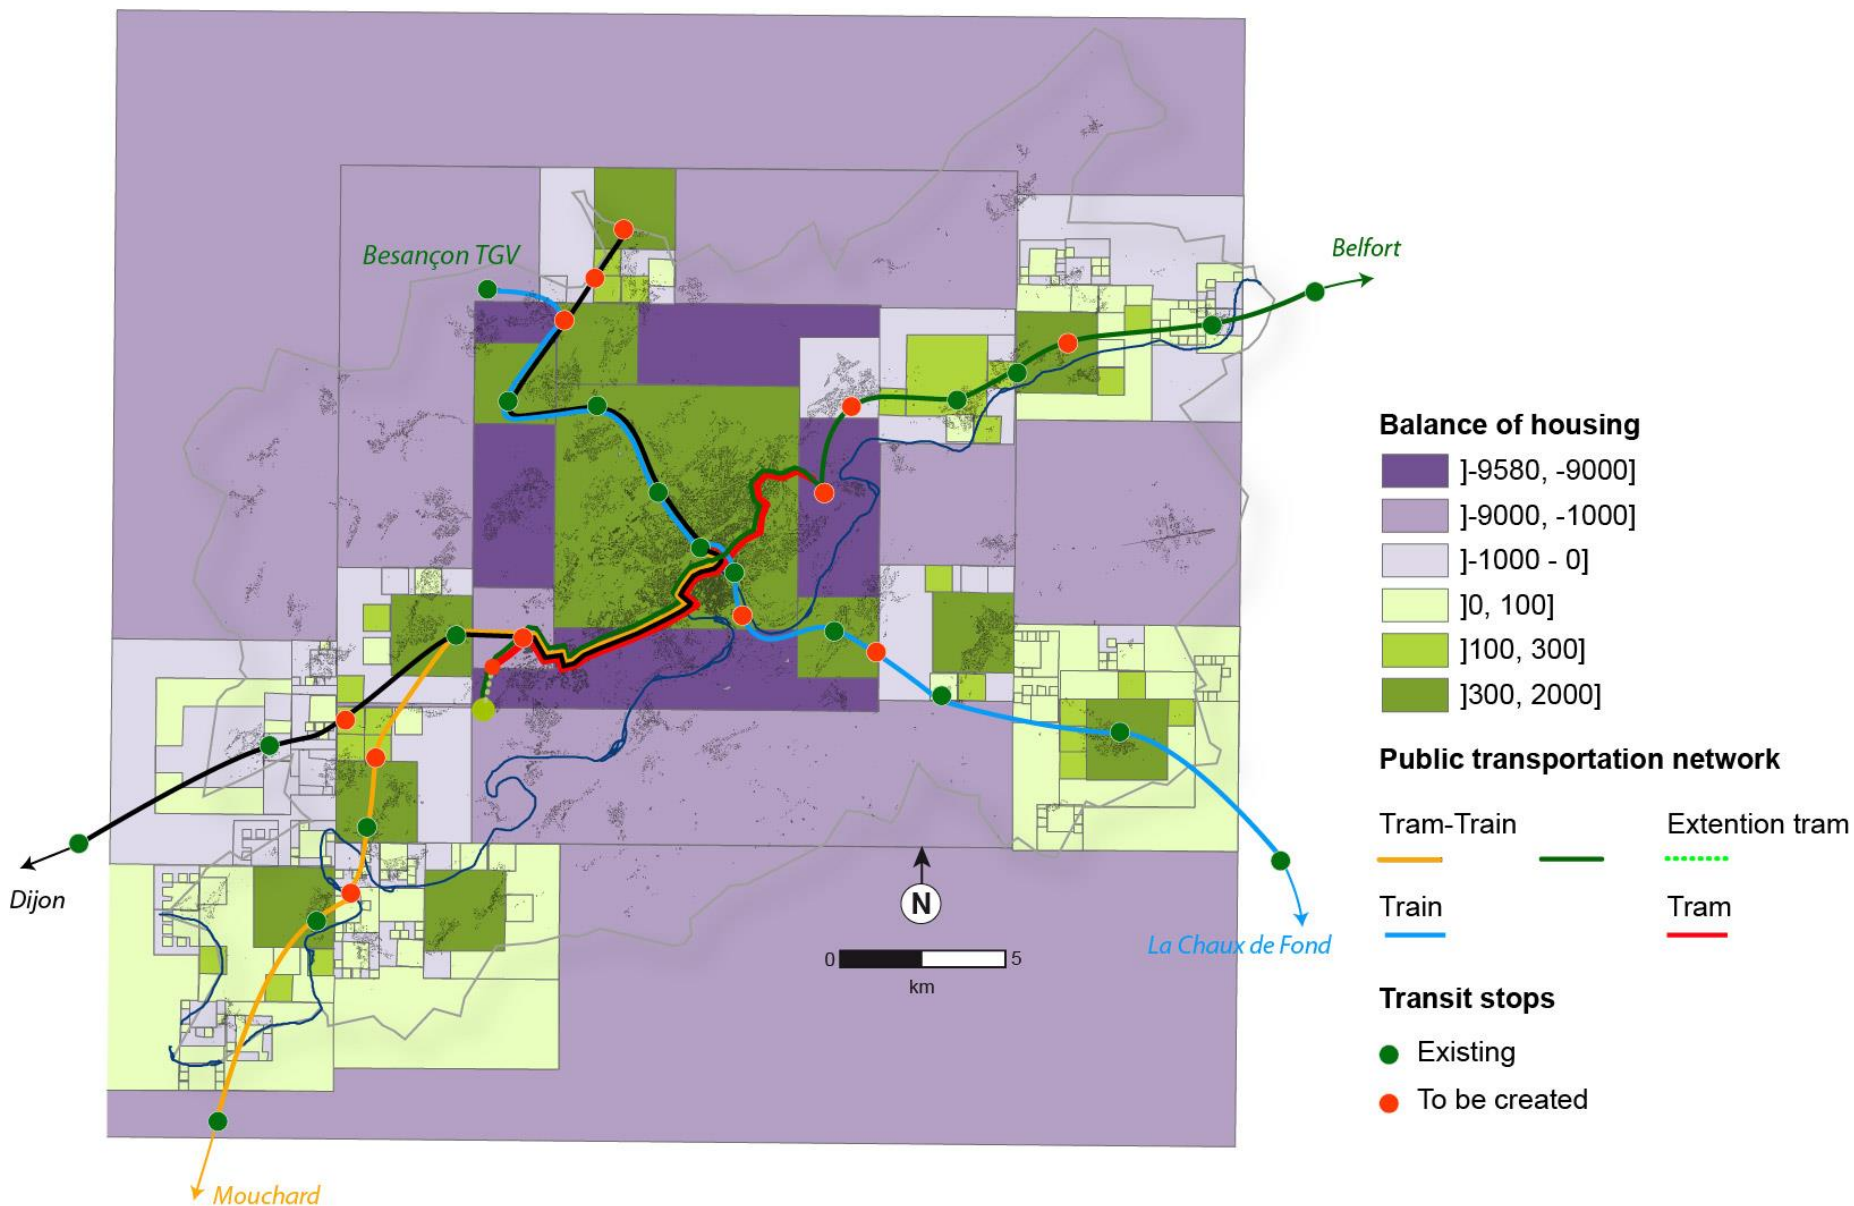 Besançon TGV
Belfort
Dijon
Mouchard
La Chaux de Fond
N
0 5
km
Balance of housing
]-9580, -9000]
]-9000, -1000]
]-1000 - 0]
]0, 100]
]100, 300]
]300, 2000]
Public transportation network
Tram-Train Extention tram
Train Tram
Transit stops
Existing
To be created